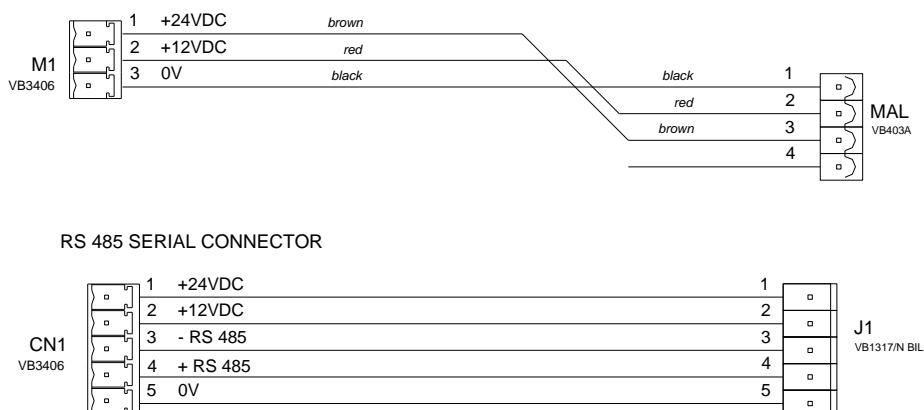 1 +24VDC brown
2 +12VDC red
M1 3 0V black black 1
VB3406
red 2
MAL
brown 3 VB403A
4
RS 485 SERIAL CONNECTOR
1 +24VDC 1
2 +12VDC 2
3 - RS 485 3
CN1 J1
VB3406 VB1317/N BIL
4 + RS 485 4
5 0V 5